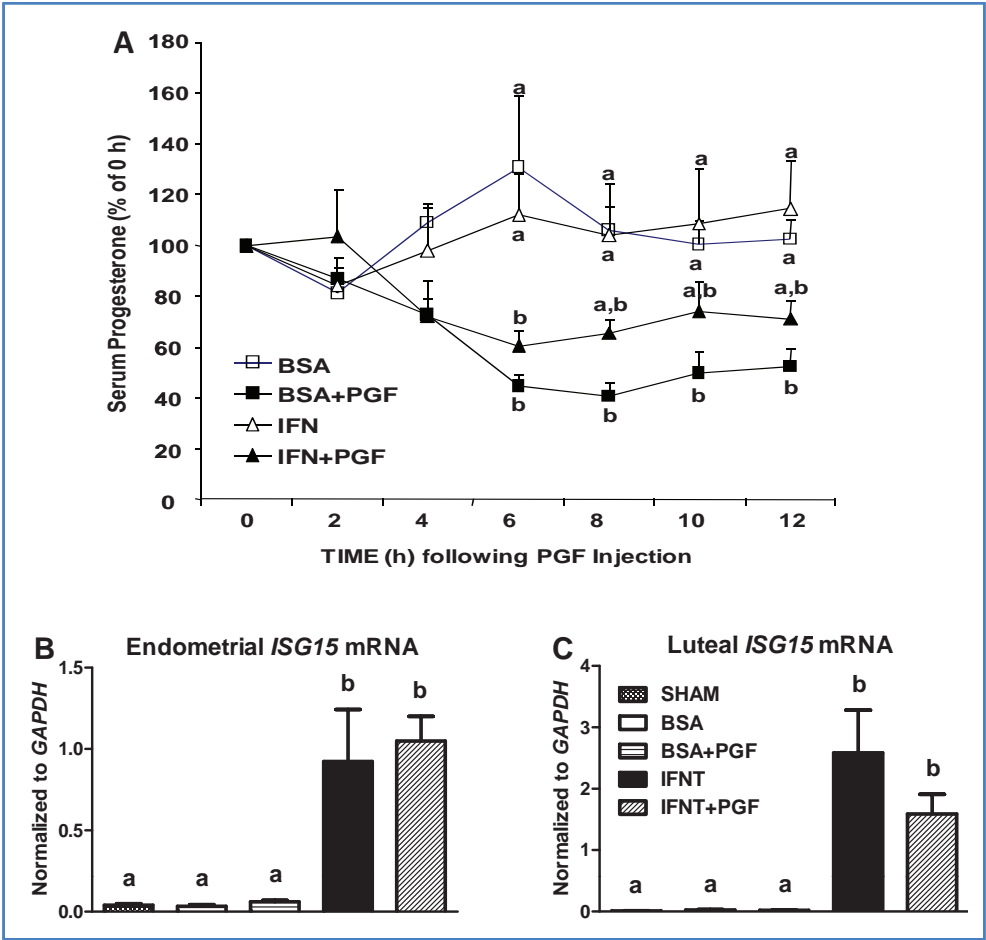 A
180
160
140
120
100
80
60
40
20
0
Serum Progesterone (% of 0 h)
a
a
a
a
a
a
a
a
a
b
a,b
a,b
a,b
b
b
b
b
BSA
BSA+PGF
IFN
IFN+PGF
0 2 4 6 8 10 12
TIME (h) following PGF Injection
B Endometrial ISG15 mRNA
1.5
1.0
0.5
0.0
Normalized to GAPDH
a a a b b
C Luteal ISG15 mRNA
4
3
2
1
0
Normalized to GAPDH
SHAM
BSA
BSA+PGF
IFNT
IFNT+PGF
a a a b b